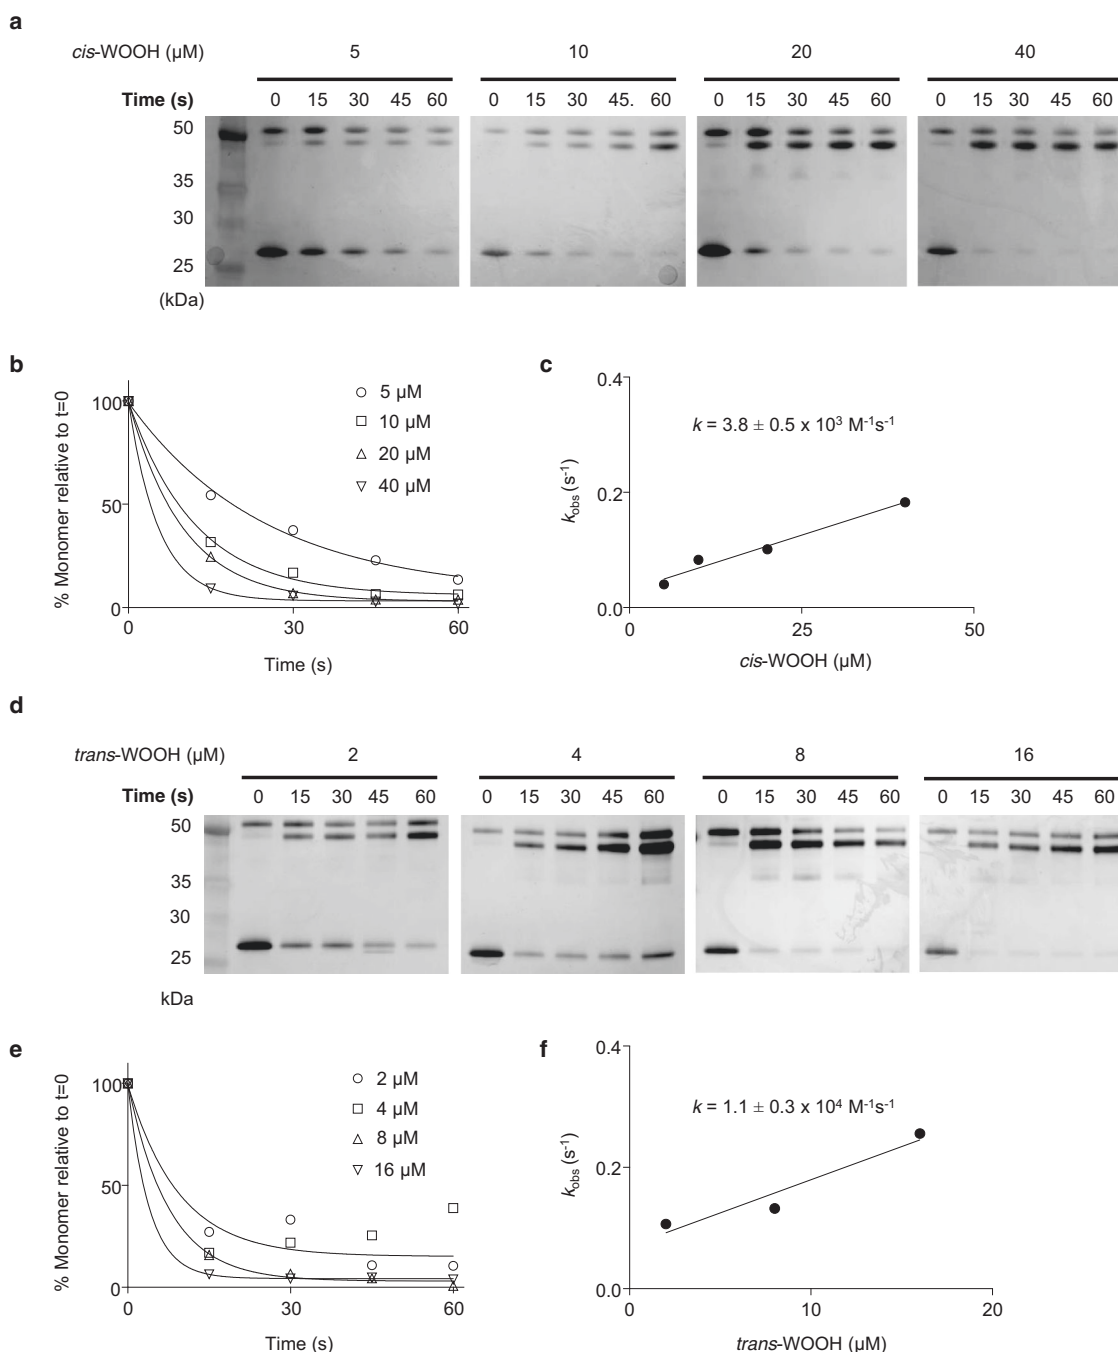 a
cis-WOOH (µM) 5 10 20 40
Time (s) 0 15 30 45 60 0 15 30 45. 60 0 15 30 45 60 0 15 30 45 60
50
35
30
25
(kDa)
b
% Monomer relative to t=0
100
50
0
0 30 60
Time (s)
5 µM
10 µM
20 µM
40 µM
c
k = 3.8 ± 0.5 x 10³ M⁻¹s⁻¹
kobs (s⁻¹)
0.4
0.2
0.0
0 25 50
cis-WOOH (µM)
d
trans-WOOH (µM) 2 4 8 16
Time (s) 0 15 30 45 60 0 15 30 45 60 0 15 30 45 60 0 15 30 45 60
50
35
30
25
kDa
e
% Monomer relative to t=0
100
50
0
0 30 60
Time (s)
2 µM
4 µM
8 µM
16 µM
f
k = 1.1 ± 0.3 x 10⁴ M⁻¹s⁻¹
kobs (s⁻¹)
0.4
0.2
0.0
0 10 20
trans-WOOH (µM)